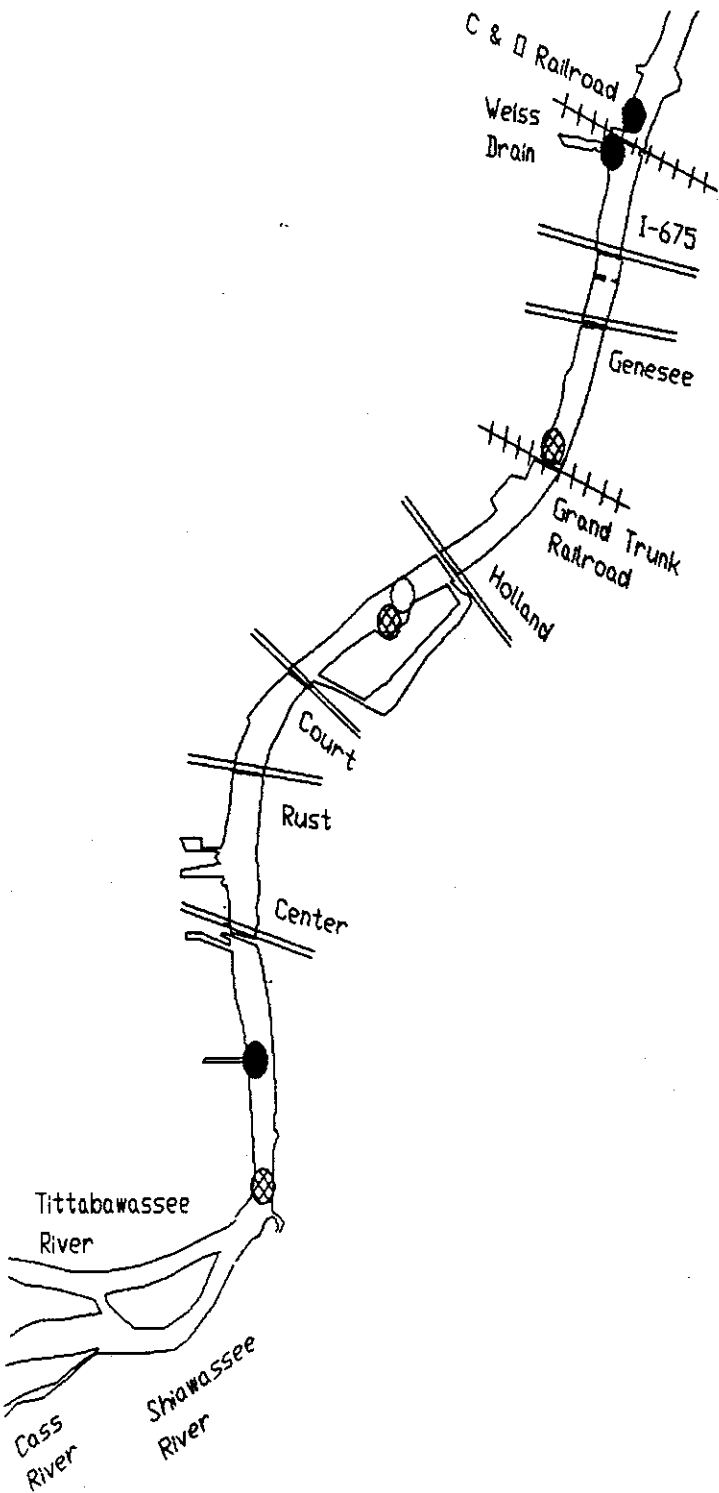 C & O Railroad
Weiss
Drain
I-675
Genesee
Grand Trunk
Railroad
Holland
Court
Rust
Center
Tittabawassee
River
Shiawassee
River
Cass
River